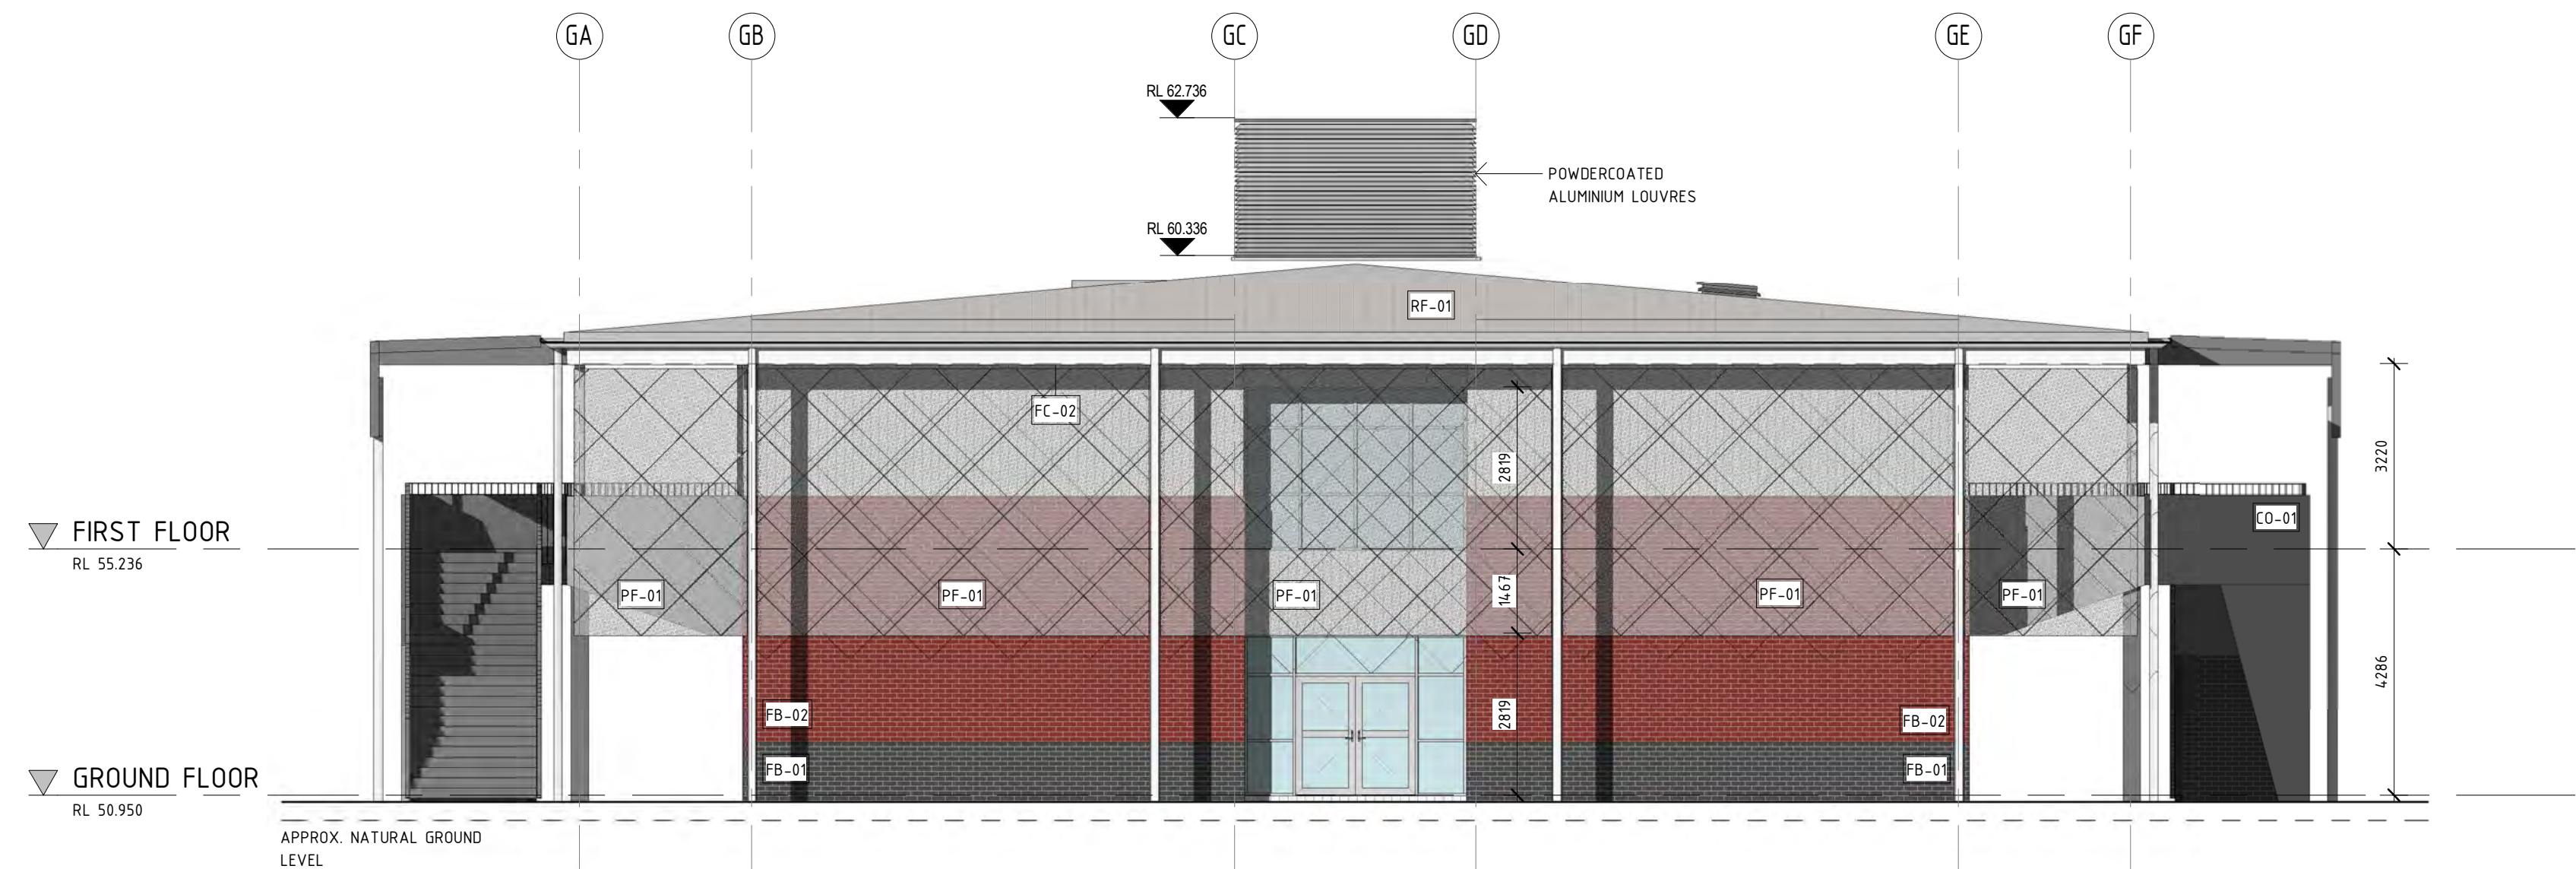 GA
GB
GC
GD
GE
GF
RL 62.736
POWDERCOATED
ALUMINIUM LOUVRES
RL 60.336
RF-01
FC-02
2819
3220
FIRST FLOOR
RL 55.236
CO-01
PF-01
PF-01
PF-01
1467
PF-01
PF-01
4286
FB-02
2819
FB-02
FB-01
FB-01
GROUND FLOOR
RL 50.950
APPROX. NATURAL GROUND
LEVEL